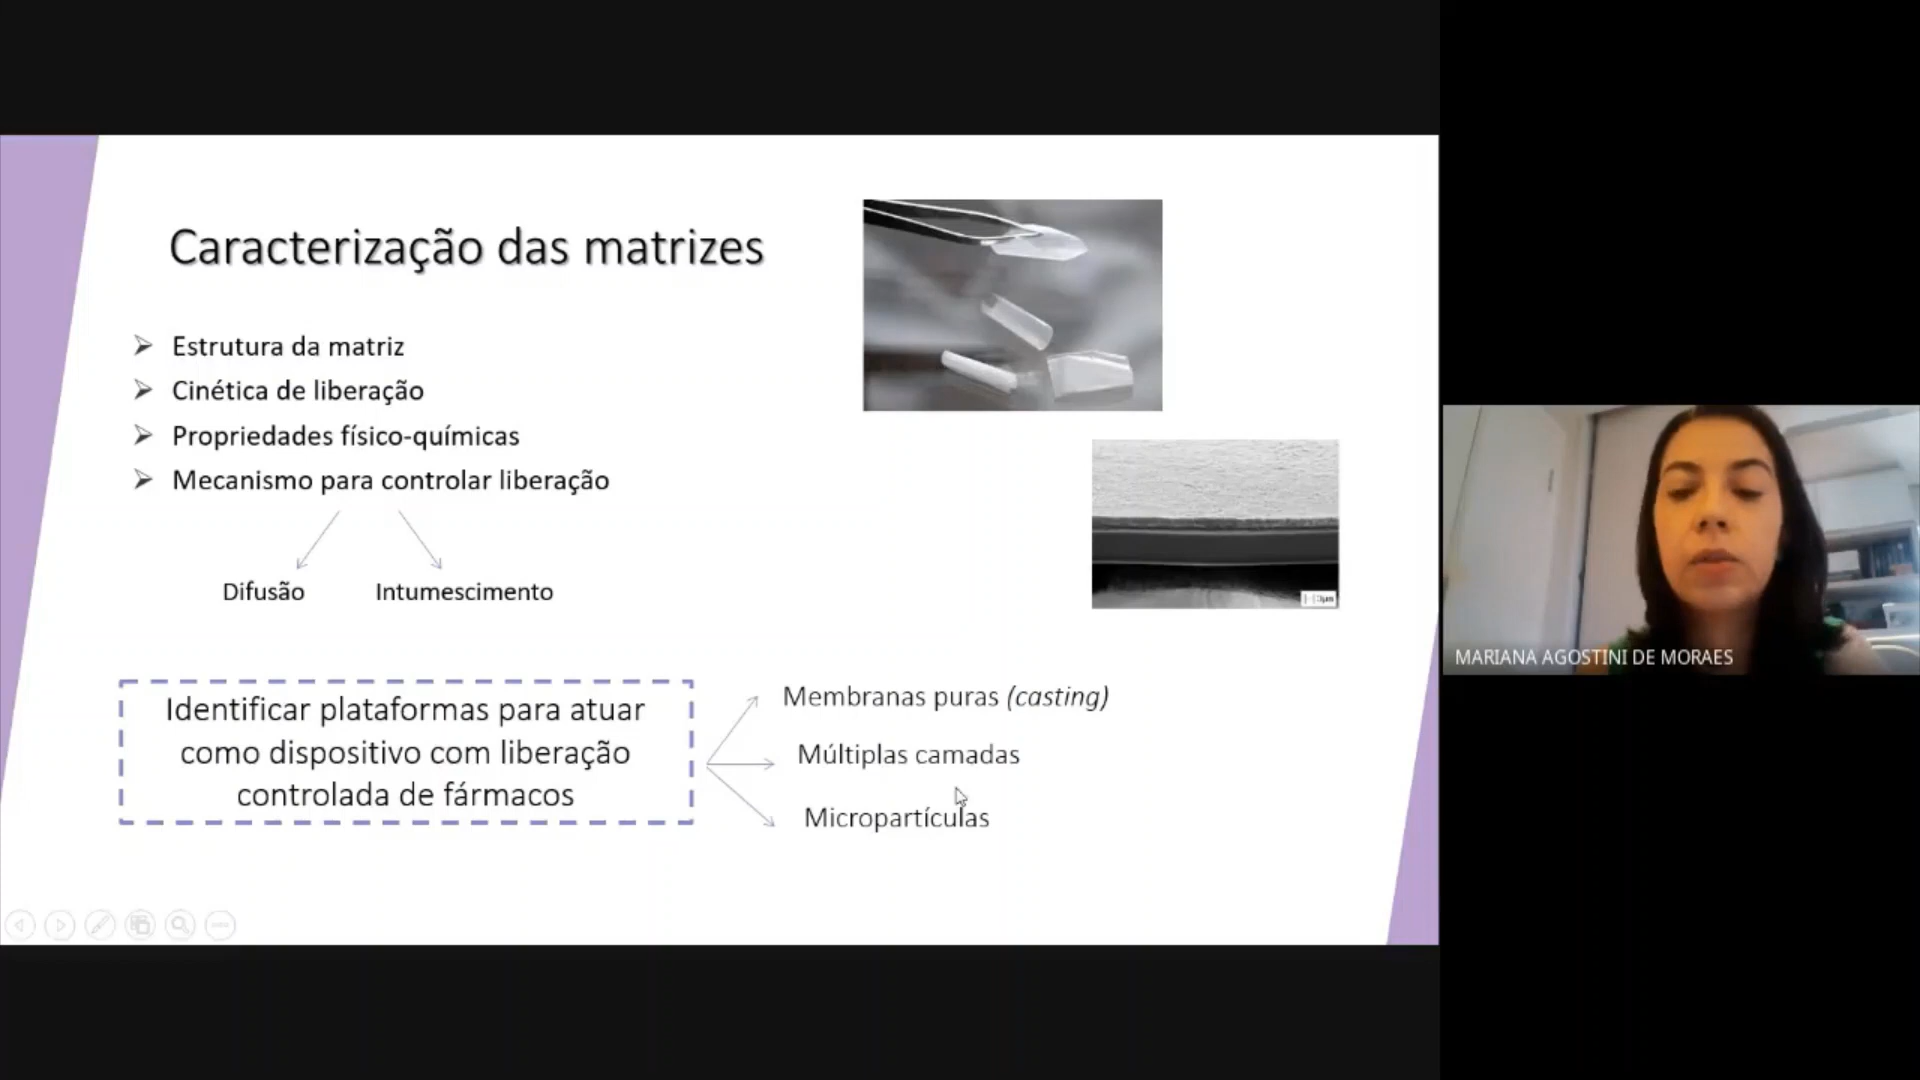 Caracterização das matrizes
Estrutura da matriz
Cinética de liberação
Propriedades físico-químicas
Mecanismo para controlar liberação
Difusão
Intumescimento
Identificar plataformas para atuar
como dispositivo com liberação
controlada de fármacos
Membranas puras (casting)
Múltiplas camadas
Micropartículas
MARIANA AGOSTINI DE MORAES